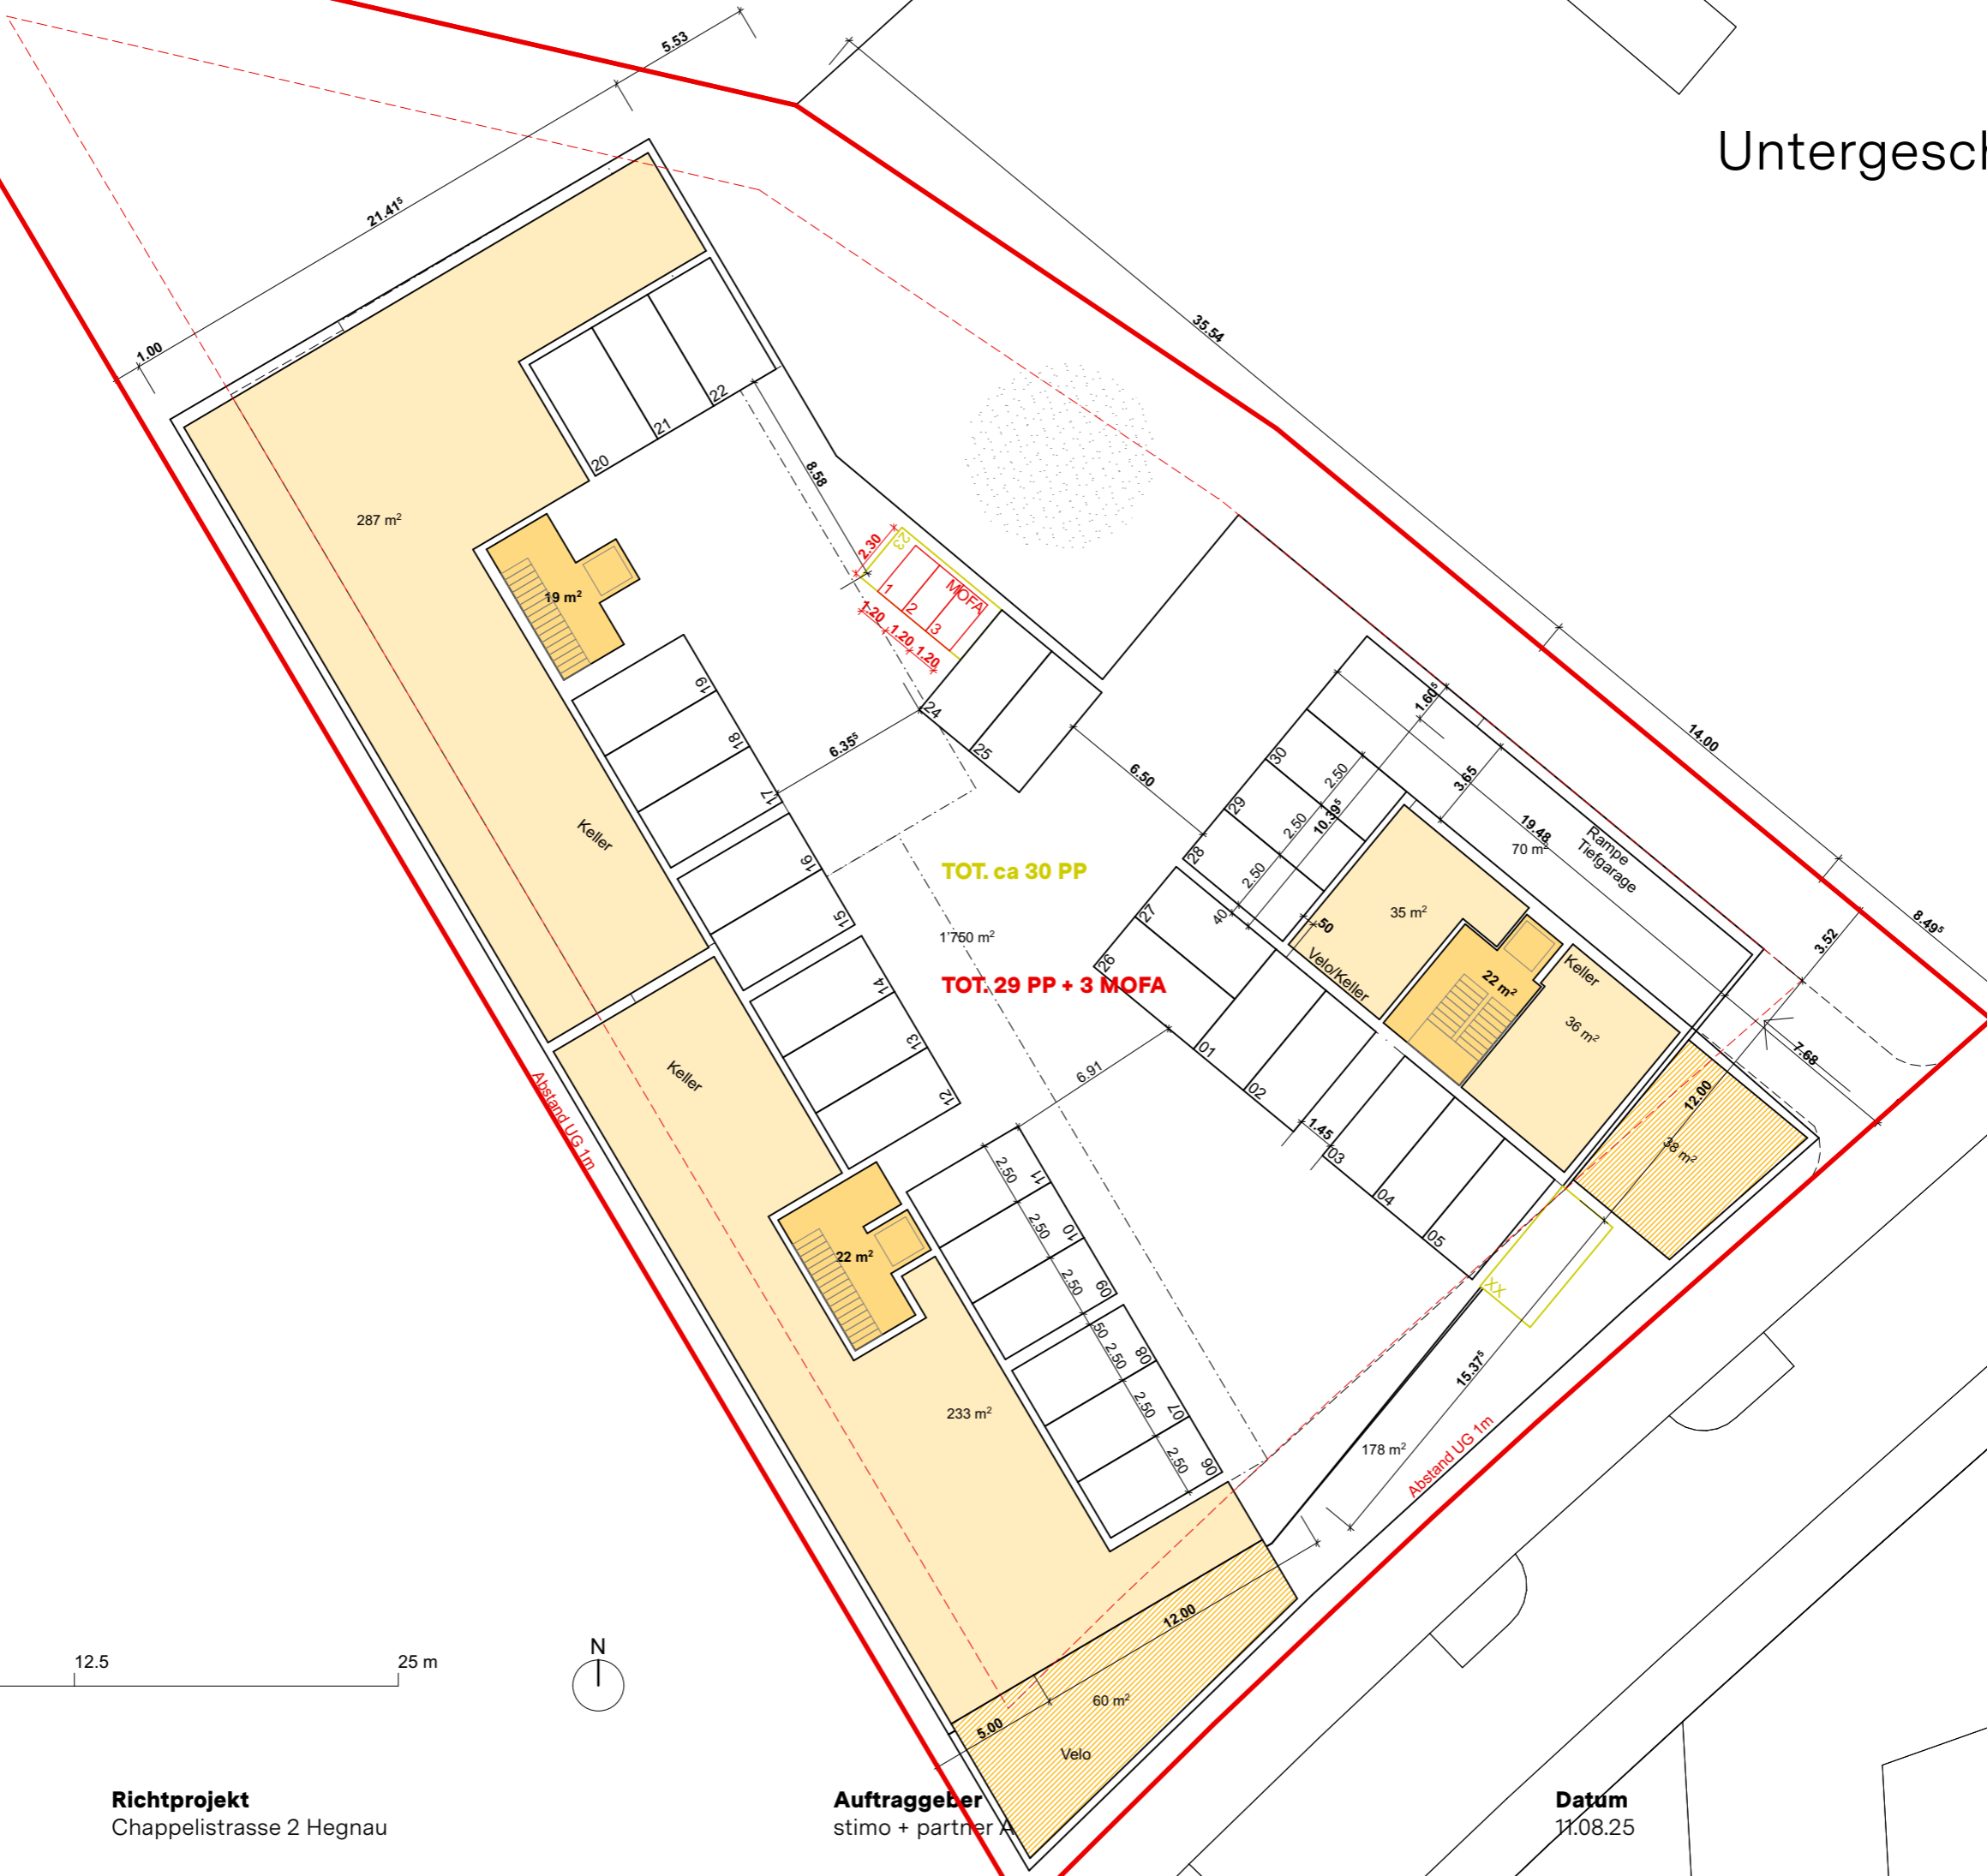 5.53
Untergesch
21.41⁵
1.00
35.54
8.58
22
21
20
287 m²
23
2.30
MOFA
1
2
3
1.20
1.20
1.20
19 m²
19
18
17
16
15
14
13
12
24
25
6.35⁵
6.50
1.60⁵
14.00
30
29
28
2.50
2.50
2.50
10.39⁵
3.65
19.48
70 m²
Rampe
Tiefgarage
Keller
TOT. ca 30 PP
35 m²
40
50
27
26
8.49⁵
3.52
1'750 m²
TOT. 29 PP + 3 MOFA
Velo/Keller
22 m²
Keller
36 m²
7.68
12.00
38 m²
Keller
Abstand UG 1m
6.91
01
02
1.45
03
04
05
XX
11
10
09
08
07
06
2.50
2.50
2.50
50
2.50
2.50
2.50
22 m²
233 m²
15.37⁵
178 m²
Abstand UG 1m
12.00
60 m²
5.00
Velo
12.5
25 m
N
Richtprojekt
Chappelistrasse 2 Hegnau
Auftraggeber
stimo + partner A
Datum
11.08.25